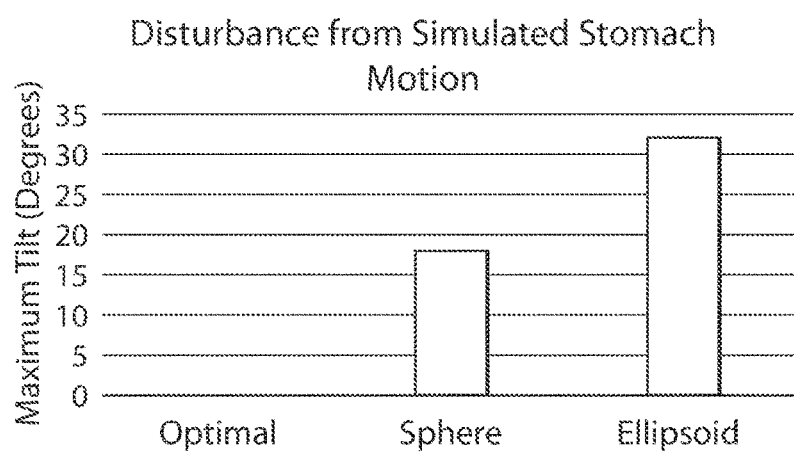 Disturbance from Simulated Stomach
Motion
Maximum Tilt (Degrees)
35
30
25
20
15
10
5
0
Optimal
Sphere
Ellipsoid